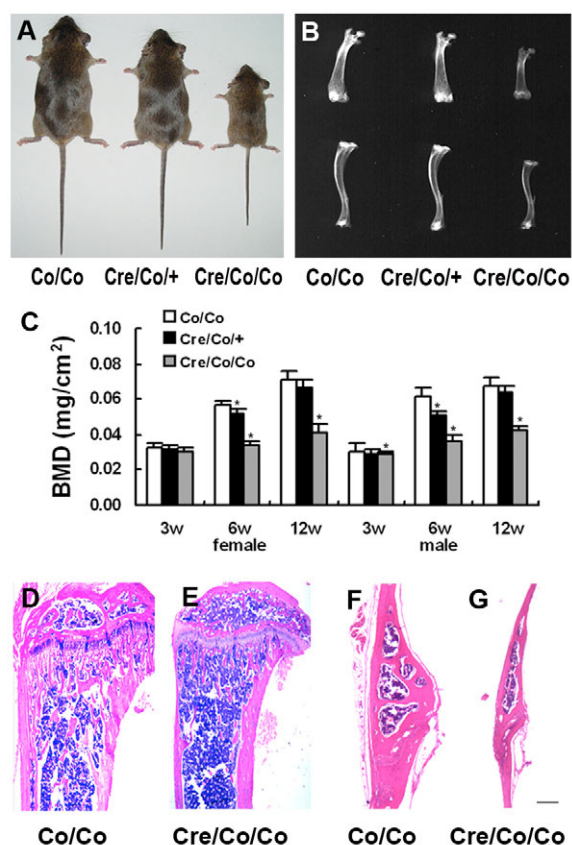 A
B
Co/Co Cre/Co/+ Cre/Co/Co
Co/Co Cre/Co/+ Cre/Co/Co
C
BMD (mg/cm²)
0.10
0.08
0.06
0.04
0.02
0.00
Co/Co
Cre/Co/+
Cre/Co/Co
* * * * * * *
3w 6w 12w 3w 6w 12w
female male
D E F G
Co/Co Cre/Co/Co Co/Co Cre/Co/Co